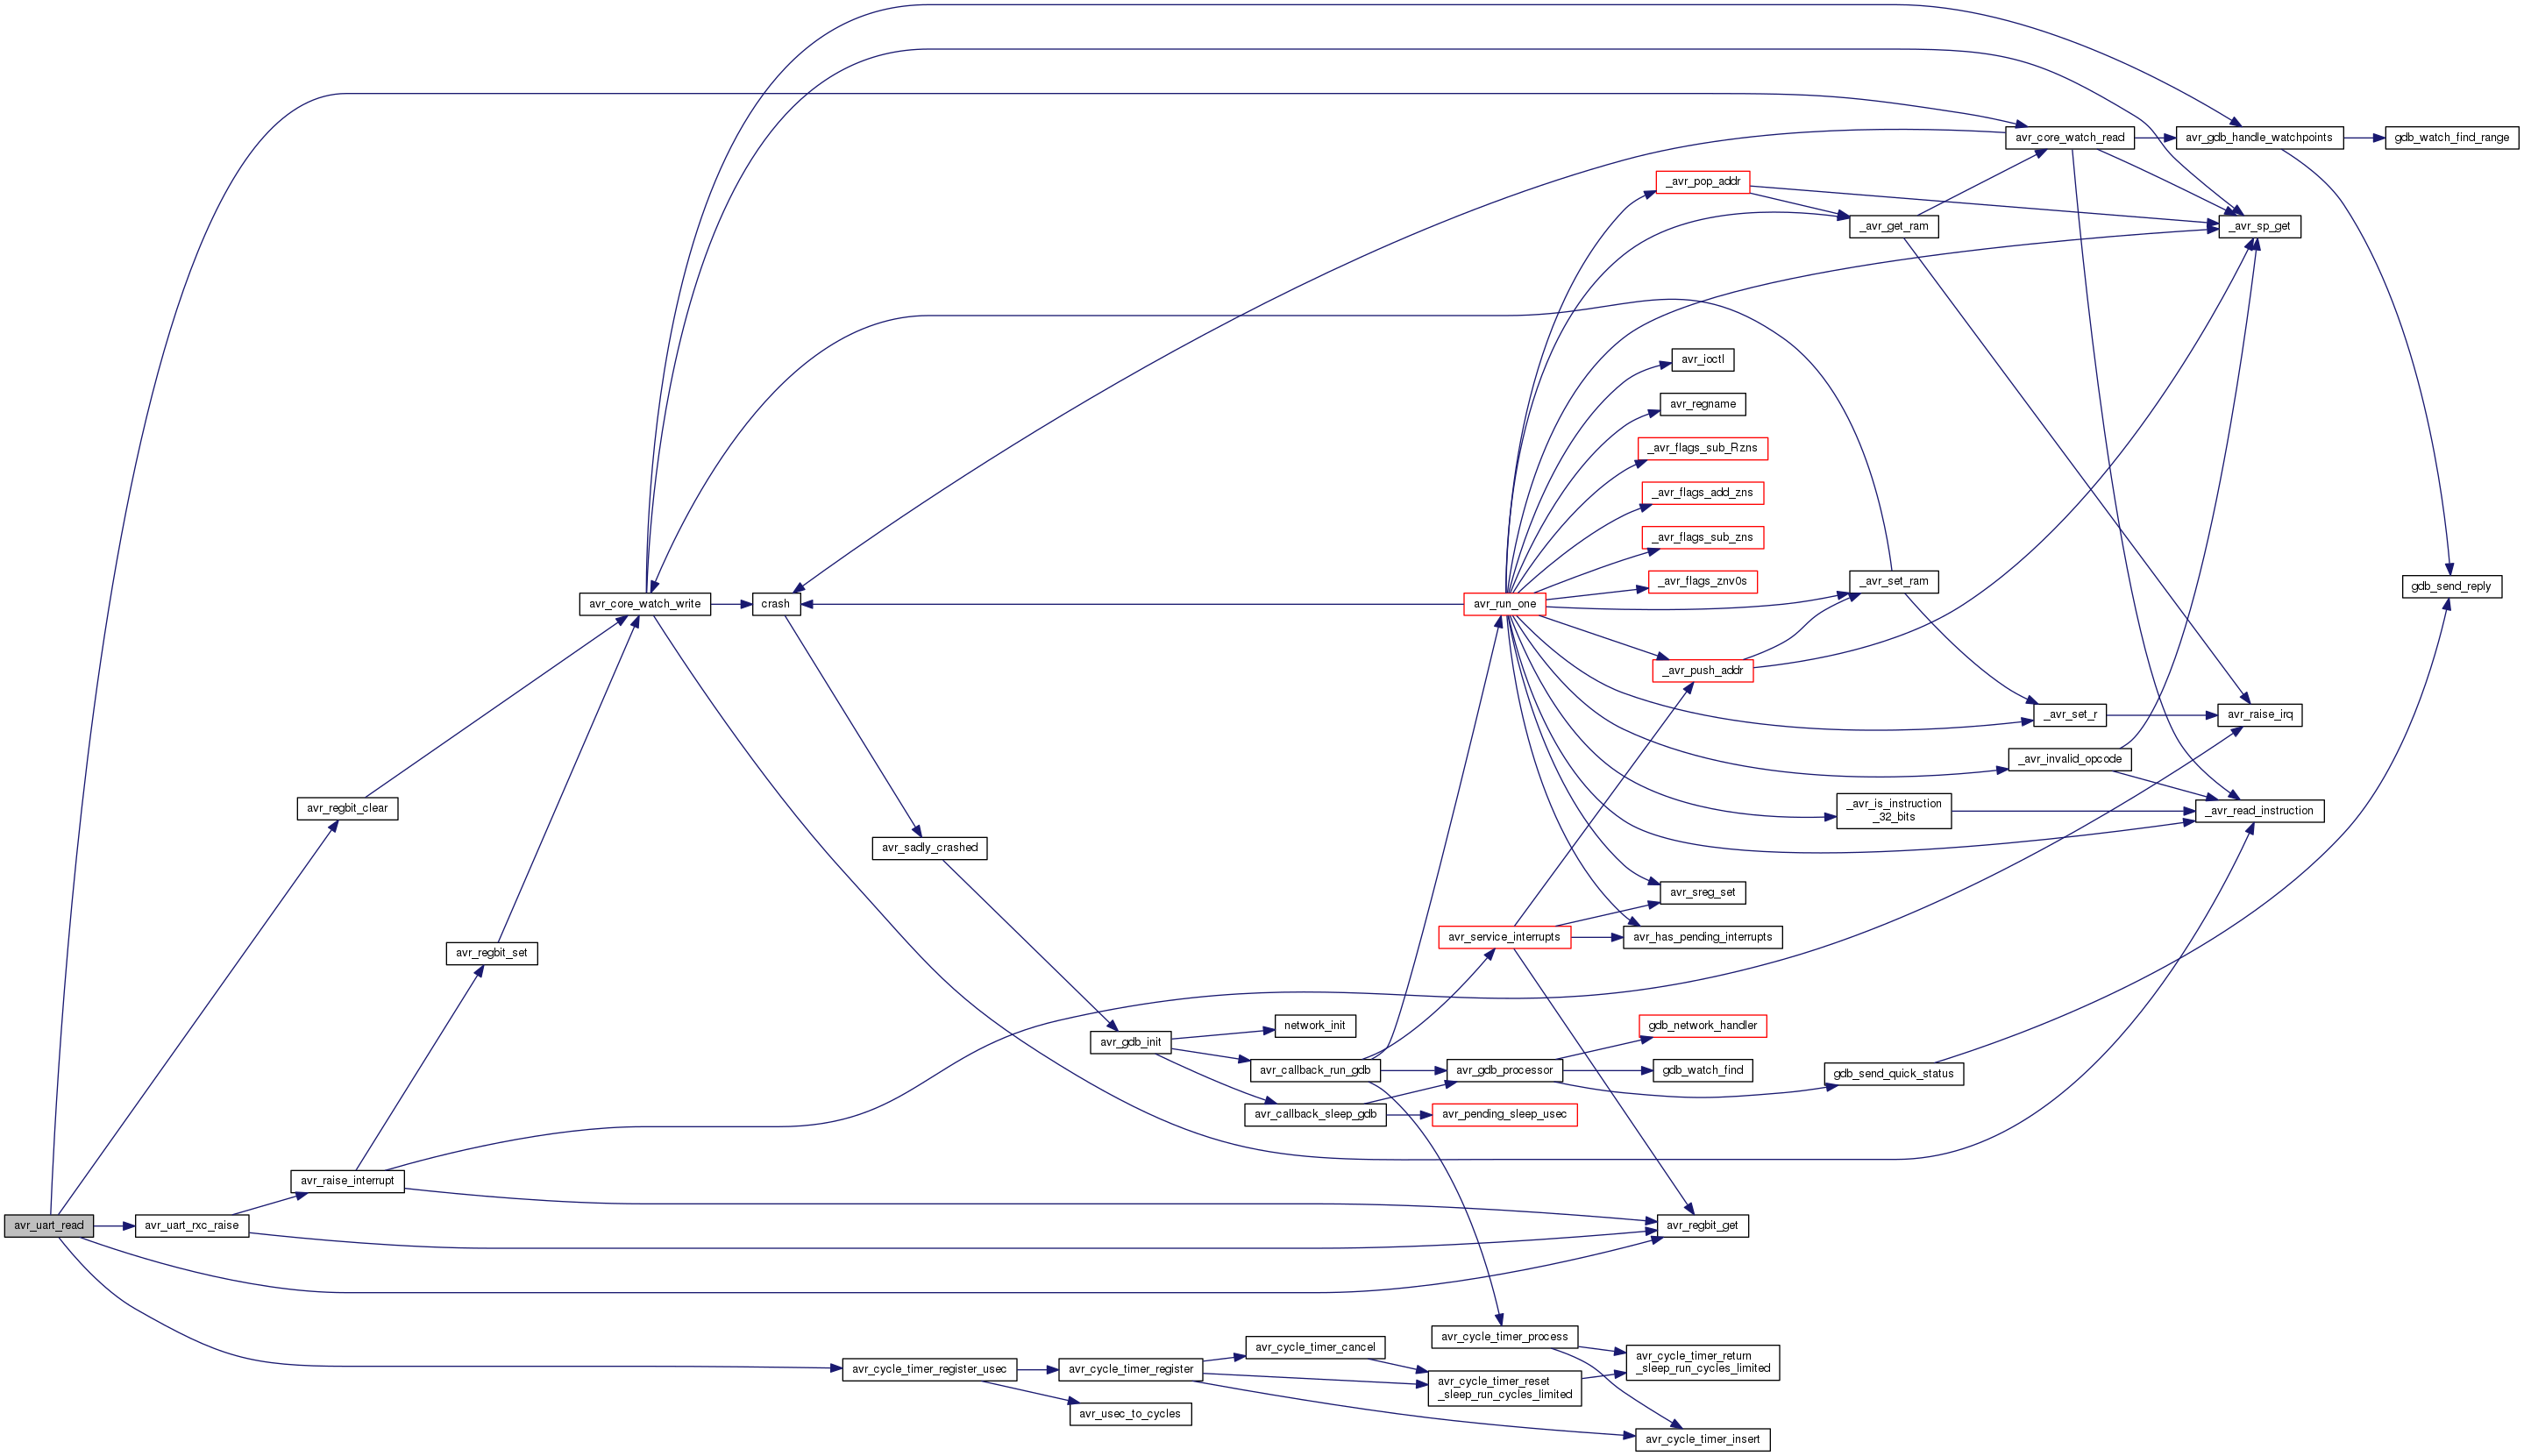 avr_core_watch_read
avr_gdb_handle_watchpoints
gdb_watch_find_range
_avr_pop_addr
_avr_get_ram
_avr_sp_get
avr_ioctl
avr_regname
_avr_flags_sub_Rzns
_avr_flags_add_zns
_avr_flags_sub_zns
_avr_flags_znv0s
_avr_set_ram
gdb_send_reply
avr_core_watch_write
crash
avr_run_one
_avr_push_addr
_avr_set_r
avr_raise_irq
_avr_invalid_opcode
avr_regbit_clear
_avr_is_instruction
_32_bits
_avr_read_instruction
avr_sadly_crashed
avr_sreg_set
avr_service_interrupts
avr_has_pending_interrupts
avr_regbit_set
network_init
gdb_network_handler
avr_gdb_init
avr_callback_run_gdb
avr_gdb_processor
gdb_watch_find
gdb_send_quick_status
avr_callback_sleep_gdb
avr_pending_sleep_usec
avr_raise_interrupt
avr_uart_read
avr_uart_rxc_raise
avr_regbit_get
avr_cycle_timer_process
avr_cycle_timer_cancel
avr_cycle_timer_return
_sleep_run_cycles_limited
avr_cycle_timer_register_usec
avr_cycle_timer_register
avr_cycle_timer_reset
_sleep_run_cycles_limited
avr_usec_to_cycles
avr_cycle_timer_insert